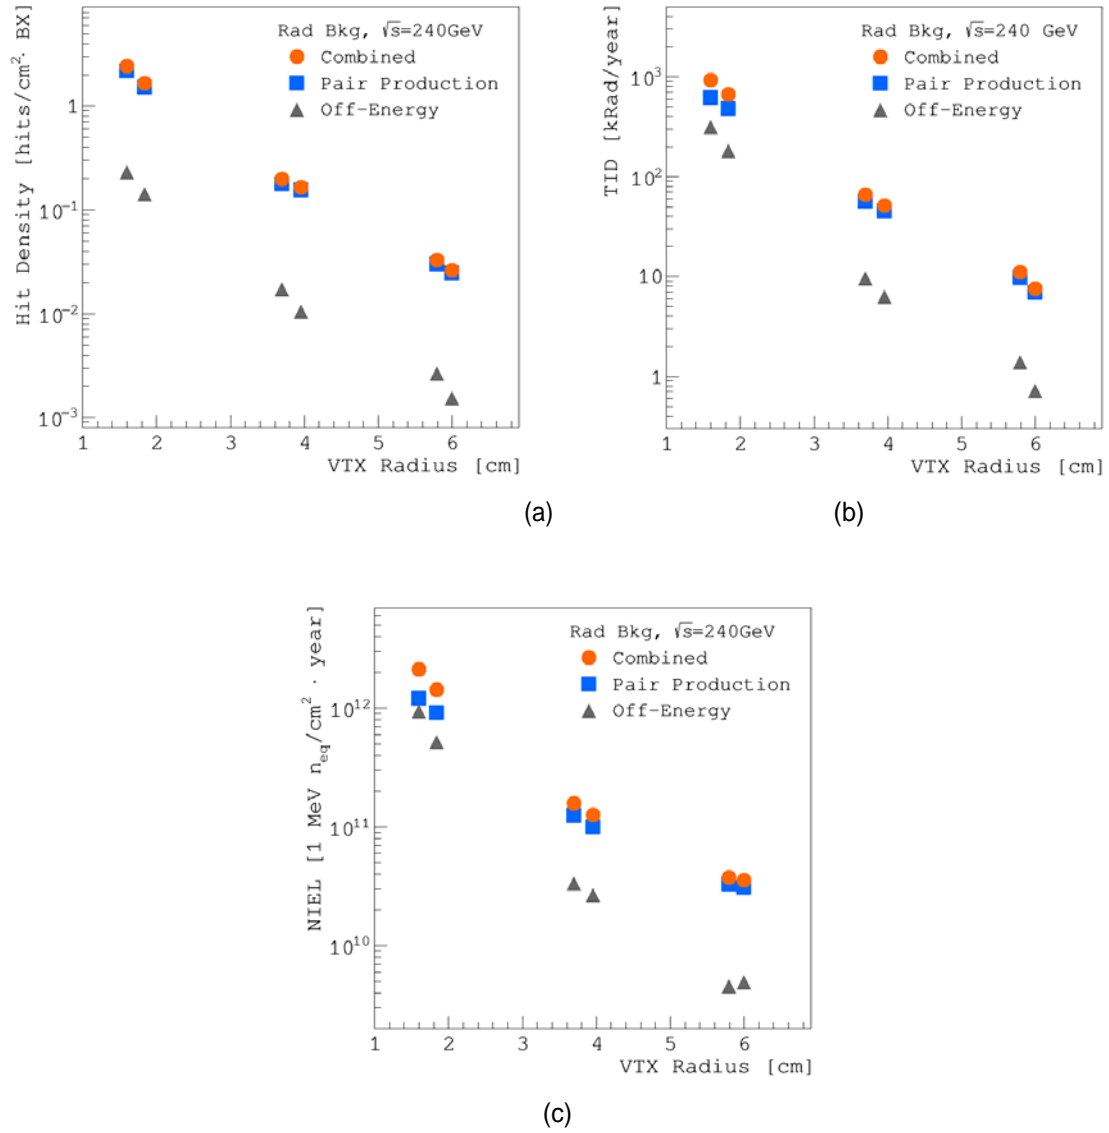 Hit Density [hits/cm²· BX]
Rad Bkg, √s=240GeV
Combined
Pair Production
Off-Energy
1
10⁻¹
10⁻²
10⁻³
1 2 3 4 5 6
VTX Radius [cm]
(a)
TID [kRad/year]
Rad Bkg, √s=240 GeV
Combined
Pair Production
Off-Energy
10³
10²
10
1
1 2 3 4 5 6
VTX Radius [cm]
(b)
NIEL [1 MeV n_eq/cm² · year]
Rad Bkg, √s=240GeV
Combined
Pair Production
Off-Energy
10¹²
10¹¹
10¹⁰
1 2 3 4 5 6
VTX Radius [cm]
(c)